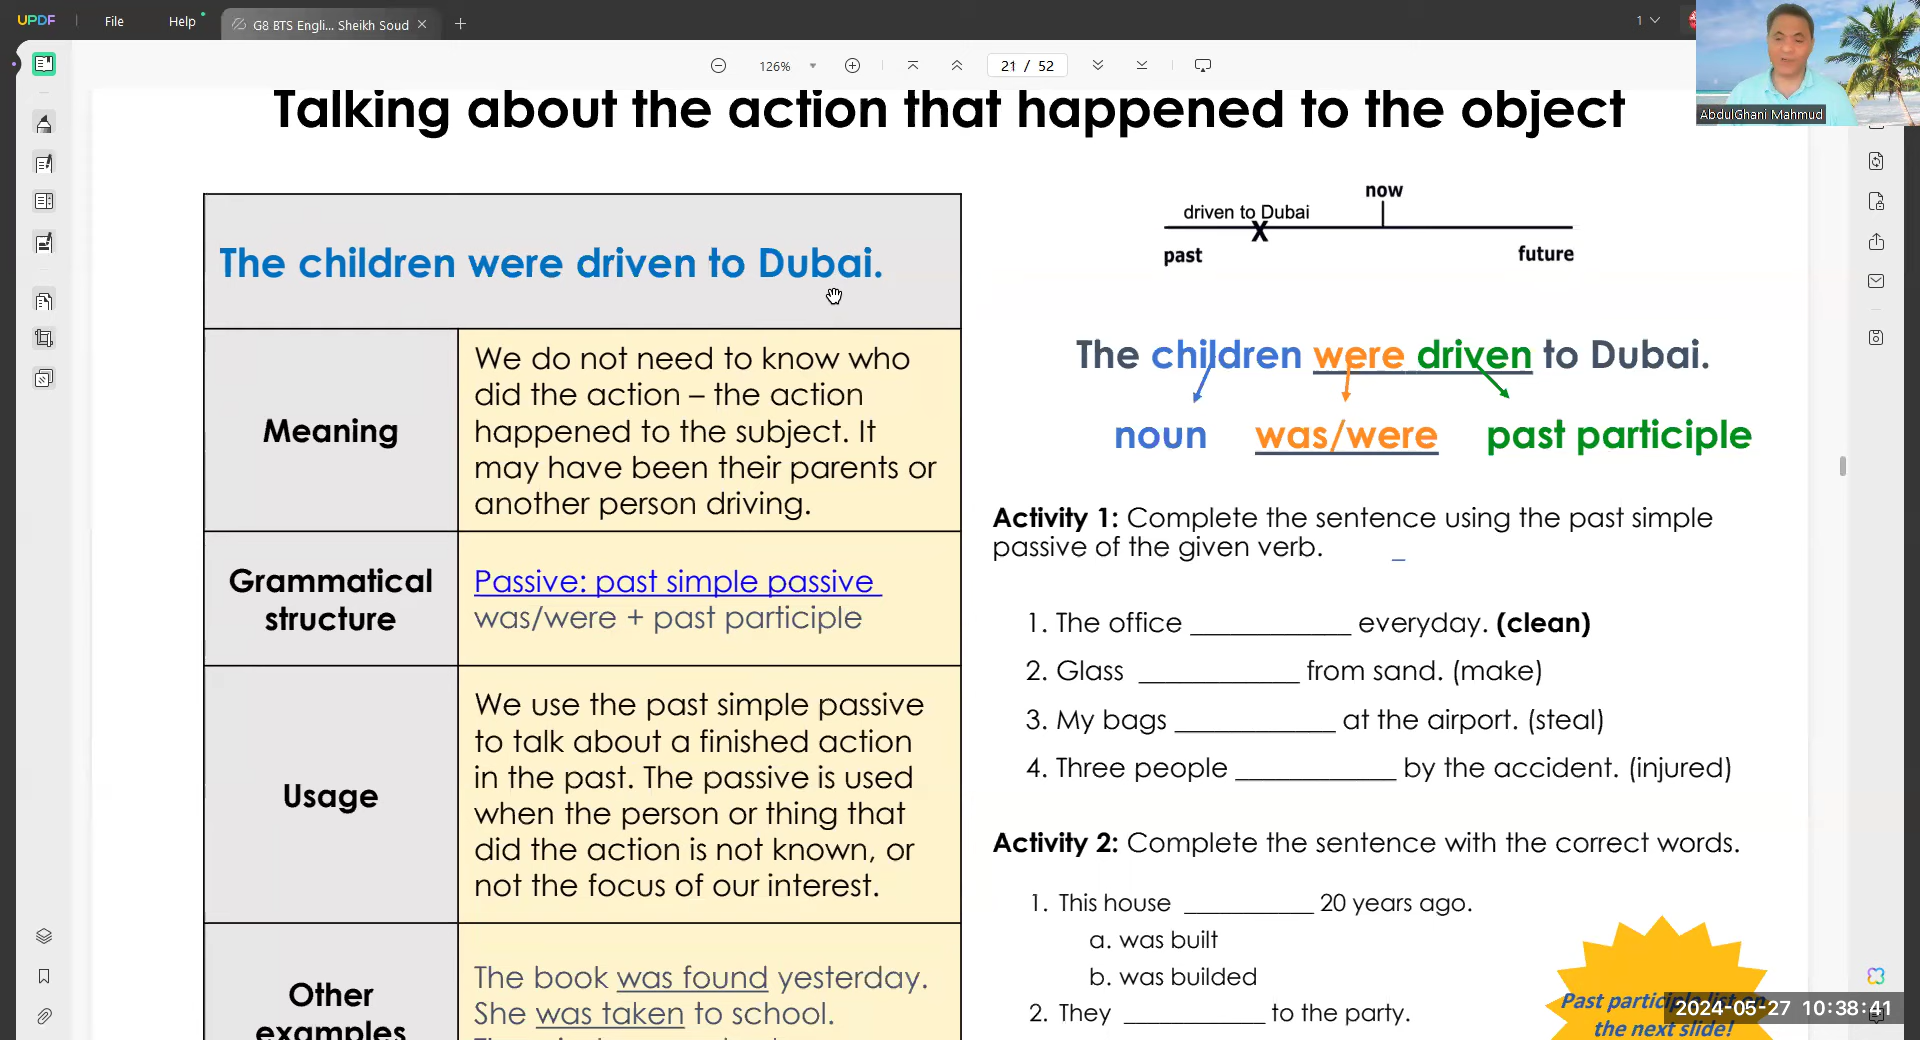 UPDF File Help G8 BTS Engli... Sheikh Soud 1
126% 21 / 52
AbdulGhani Mahmud
Talking about the action that happened to the object
The children were driven to Dubai.
Meaning
We do not need to know who
did the action – the action
happened to the subject. It
may have been their parents or
another person driving.
Grammatical
structure
Passive: past simple passive
was/were + past participle
Usage
We use the past simple passive
to talk about a finished action
in the past. The passive is used
when the person or thing that
did the action is not known, or
not the focus of our interest.
Other
examples
The book was found yesterday.
She was taken to school.
now
driven to Dubai
X
past future
The children were driven to Dubai.
noun was/were past participle
Activity 1: Complete the sentence using the past simple
passive of the given verb.
1. The office ___________ everyday. (clean)
2. Glass ___________ from sand. (make)
3. My bags ___________ at the airport. (steal)
4. Three people ___________ by the accident. (injured)
Activity 2: Complete the sentence with the correct words.
1. This house __________ 20 years ago.
a. was built
b. was builded
2. They ___________ to the party.
Past participle list on
the next slide!
2024-05-27 10:38:41